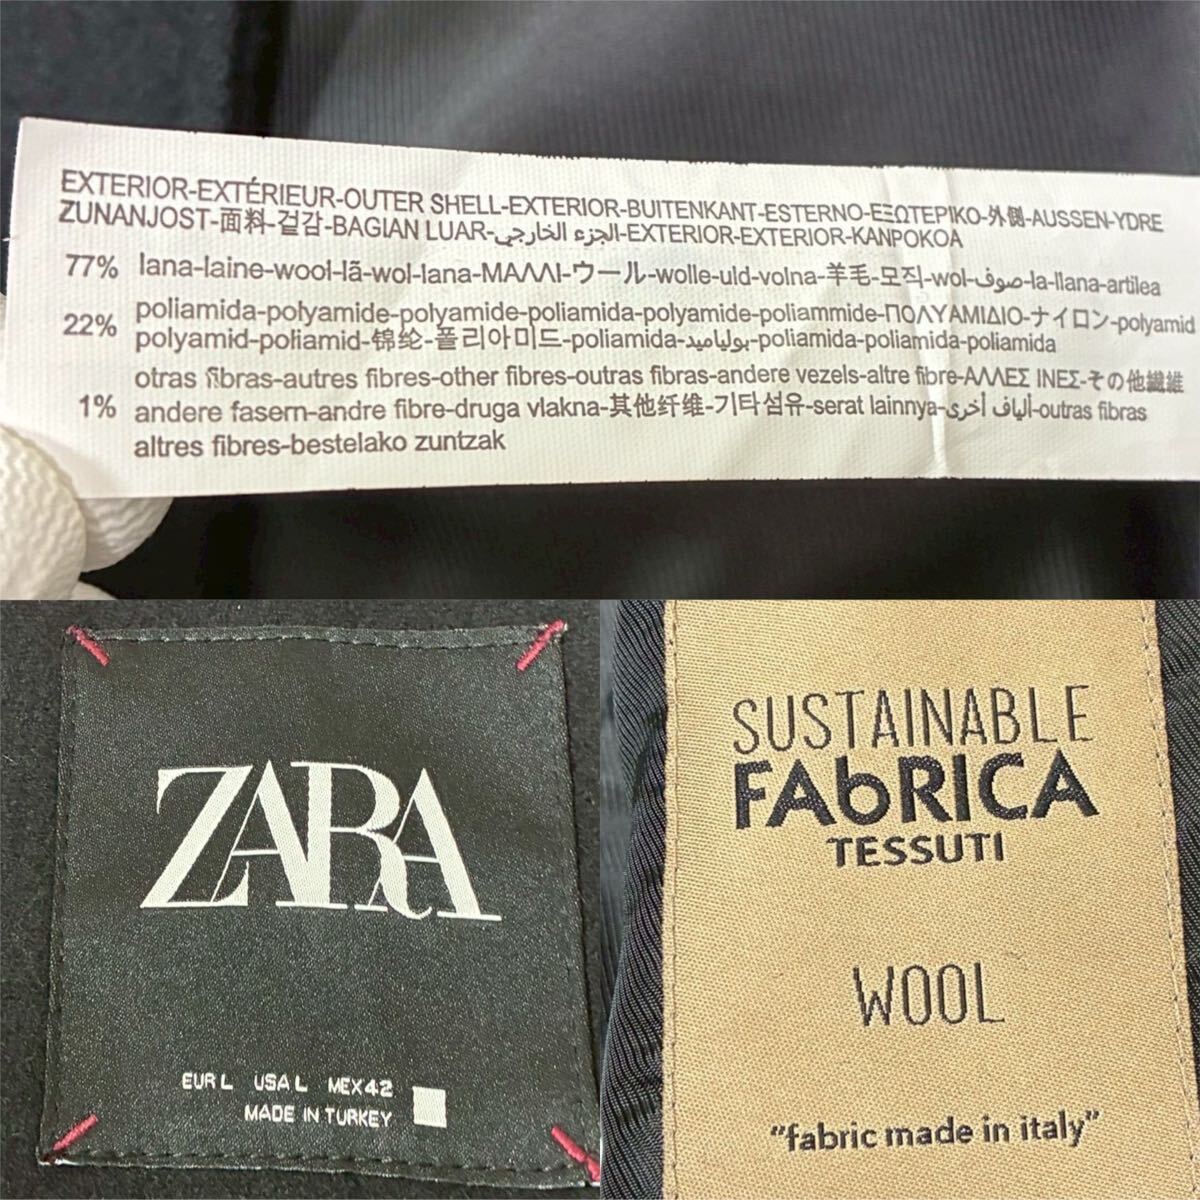 EXTERIOR-EXTÉRIEUR-OUTER SHELL-EXTERIOR-BUITENKANT-ESTERNO-ΕΞΩΤΕΡΙΚΟ-外側-AUSSEN-YDRE
ZUNANJOST-面料-겉감-BAGIAN LUAR-الجزء الخارجي-EXTERIOR-EXTERIOR-KANPOKOA
77% lana-laine-wool-lã-wol-lana-ΜΑΛΛΙ-ウール-wolle-uld-volna-羊毛-모직-wol-صوف-la-llana-artilea
22% poliamida-polyamide-polyamide-poliamida-polyamide-poliammide-ΠΟΛΥΑΜΙΔΙΟ-ナイロン-polyamid
polyamid-poliamid-锦纶-폴리아미드-poliamida-بولياميد-poliamida-poliamida-poliamida
1% otras fibras-autres fibres-other fibres-outras fibras-andere vezels-altre fibre-ΑΛΛΕΣ ΙΝΕΣ-その他繊維
andere fasern-andre fibre-druga vlakna-其他纤维-기타섬유-serat lainnya-ألياف أخرى-outras fibras
altres fibres-bestelako zuntzak
ZARA
EUR L USA L MEX 42
MADE IN TURKEY
SUSTAINABLE
FAbRICA
TESSUTI
WOOL
"fabric made in italy"